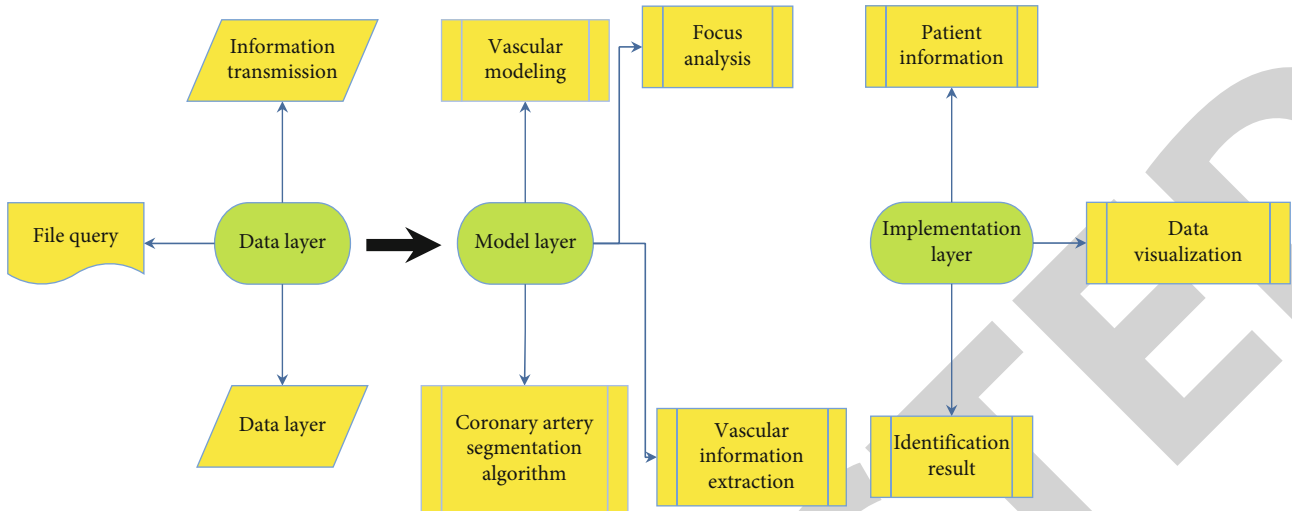 Information
transmission
Vascular
modeling
Focus
analysis
Patient
information
File query
Data layer
Model layer
Implementation
layer
Data
visualization
Data layer
Coronary artery
segmentation
algorithm
Vascular
information
extraction
Identification
result
TED